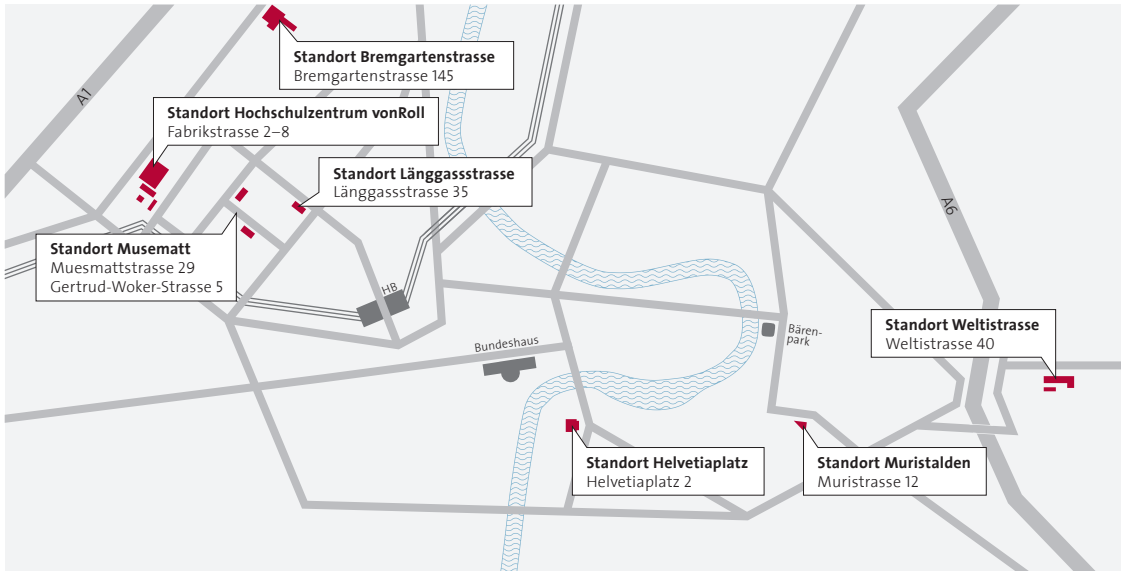 Standort Bremgartenstrasse
Bremgartenstrasse 145
A1
Standort Hochschulzentrum vonRoll
Fabrikstrasse 2–8
Standort Länggassstrasse
Länggassstrasse 35
A6
Standort Musematt
Muesmattstrasse 29
Gertrud-Woker-Strasse 5
HB
Bundeshaus
Bären-
park
Standort Weltistrasse
Weltistrasse 40
Standort Helvetiaplatz
Helvetiaplatz 2
Standort Muristalden
Muristrasse 12